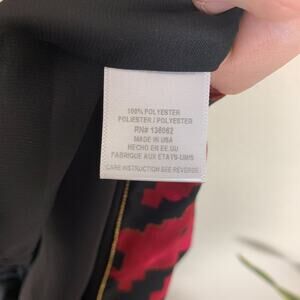 100% POLYESTER
POLIESTER / POLYESTER
RN# 136062
MADE IN USA
HECHO EN EE.UU
FABRIQUE AUX ETATS-UNIS
CARE INSTRUCTION SEE REVERSE